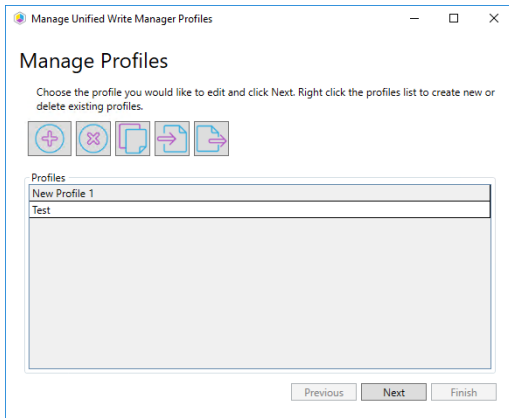 Manage Unified Write Manager Profiles
Manage Profiles
Choose the profile you would like to edit and click Next. Right click the profiles list to create new or
delete existing profiles.
Profiles
New Profile 1
Test
Previous
Next
Finish